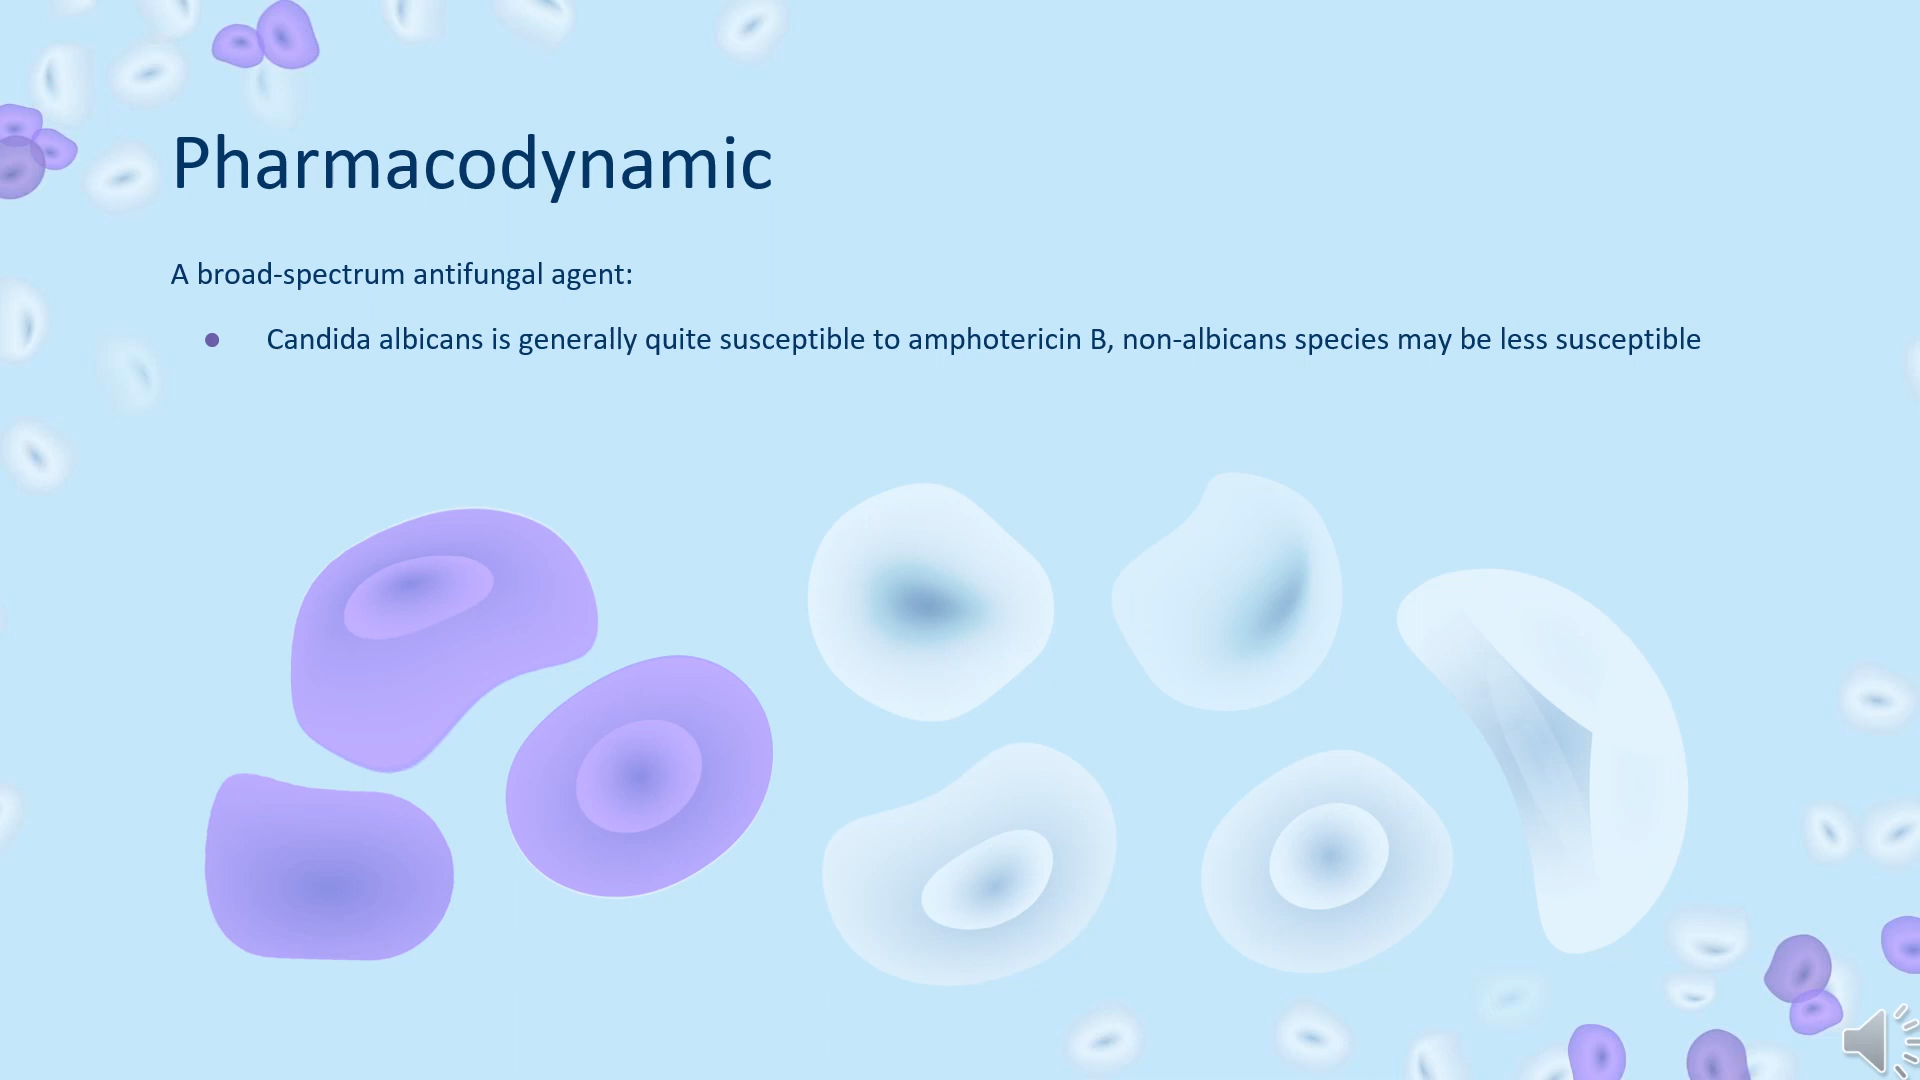 Pharmacodynamic
A broad-spectrum antifungal agent:
● Candida albicans is generally quite susceptible to amphotericin B, non-albicans species may be less susceptible